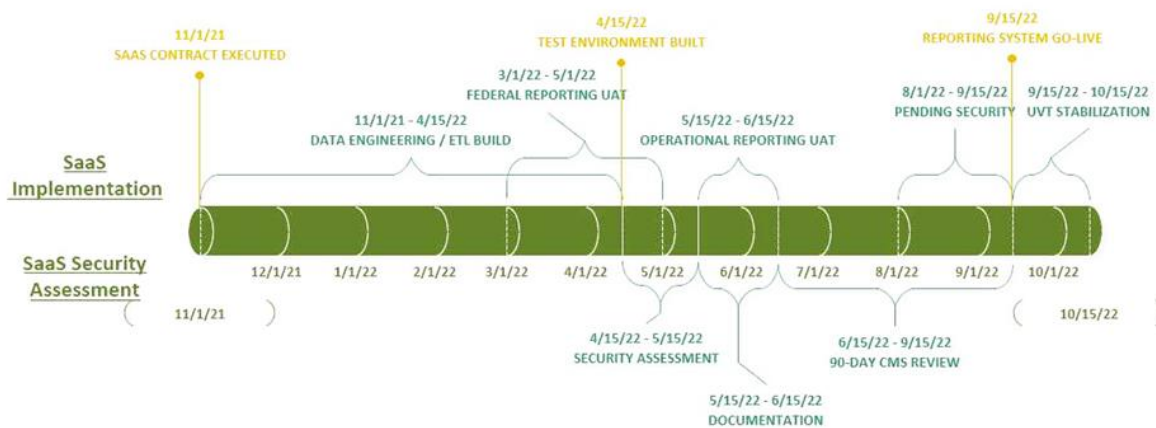 11/1/21
SAAS CONTRACT EXECUTED
4/15/22
TEST ENVIRONMENT BUILT
9/15/22
REPORTING SYSTEM GO-LIVE
3/1/22 - 5/1/22
FEDERAL REPORTING UAT
11/1/21 - 4/15/22
DATA ENGINEERING / ETL BUILD
5/15/22 - 6/15/22
OPERATIONAL REPORTING UAT
8/1/22 - 9/15/22
PENDING SECURITY
9/15/22 - 10/15/22
UVT STABILIZATION
SaaS
Implementation
SaaS Security
Assessment
12/1/21
1/1/22
2/1/22
3/1/22
4/1/22
5/1/22
6/1/22
7/1/22
8/1/22
9/1/22
10/1/22
11/1/21
10/15/22
4/15/22 - 5/15/22
SECURITY ASSESSMENT
6/15/22 - 9/15/22
90-DAY CMS REVIEW
5/15/22 - 6/15/22
DOCUMENTATION